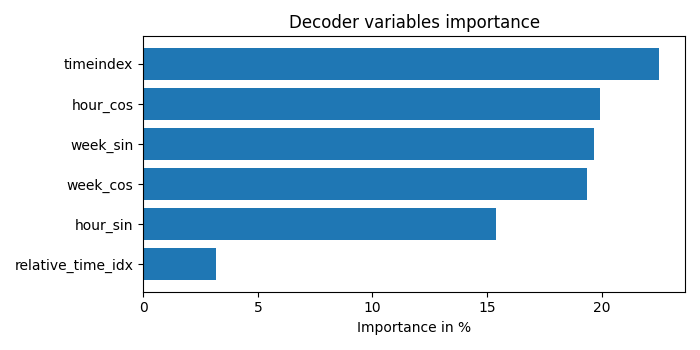 Decoder variables importance
timeindex
hour_cos
week_sin
week_cos
hour_sin
relative_time_idx
0 5 10 15 20
Importance in %